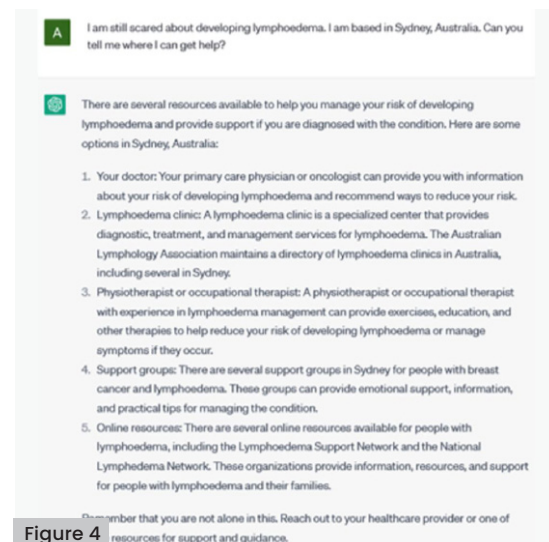 A
I am still scared about developing lymphoedema. I am based in Sydney, Australia. Can you
tell me where I can get help?
There are several resources available to help you manage your risk of developing
lymphoedema and provide support if you are diagnosed with the condition. Here are some
options in Sydney, Australia:
1. Your doctor: Your primary care physician or oncologist can provide you with information
about your risk of developing lymphoedema and recommend ways to reduce your risk.
2. Lymphoedema clinic: A lymphoedema clinic is a specialized center that provides
diagnostic, treatment, and management services for lymphoedema. The Australian
Lymphology Association maintains a directory of lymphoedema clinics in Australia,
including several in Sydney.
3. Physiotherapist or occupational therapist: A physiotherapist or occupational therapist
with experience in lymphoedema management can provide exercises, education, and
other therapies to help reduce your risk of developing lymphoedema or manage
symptoms if they occur.
4. Support groups: There are several support groups in Sydney for people with breast
cancer and lymphoedema. These groups can provide emotional support, information,
and practical tips for managing the condition.
5. Online resources: There are several online resources available for people with
lymphoedema, including the Lymphoedema Support Network and the National
Lymphedema Network. These organizations provide information, resources, and support
for people with lymphoedema and their families.
Remember that you are not alone in this. Reach out to your healthcare provider or one of
Figure 4 resources for support and guidance.